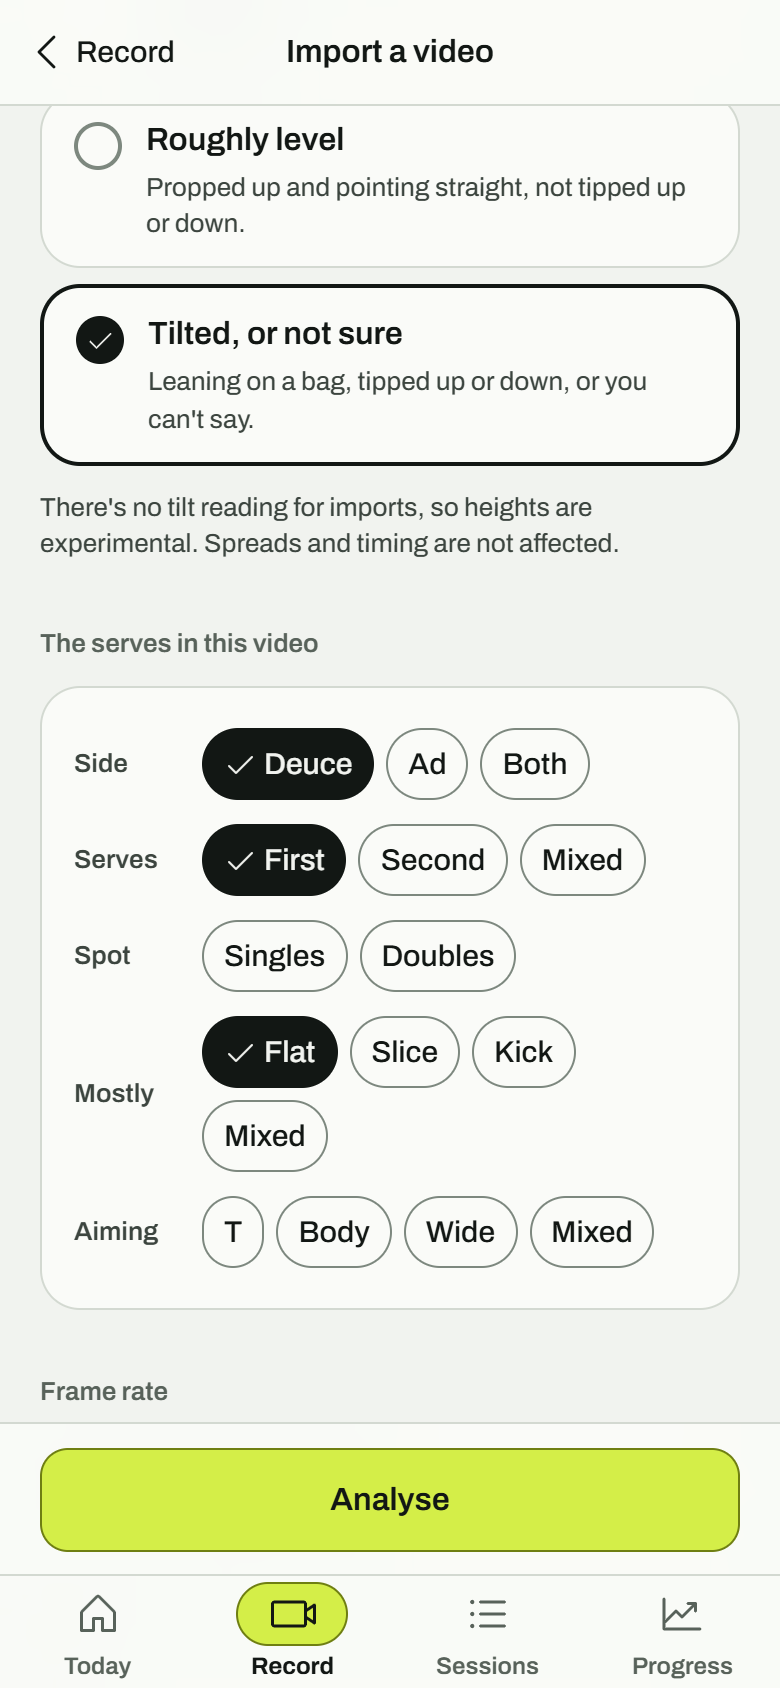 Record
Import a video
Roughly level
Propped up and pointing straight, not tipped up
or down.
Tilted, or not sure
Leaning on a bag, tipped up or down, or you
can't say.
There's no tilt reading for imports, so heights are
experimental. Spreads and timing are not affected.
The serves in this video
Side Deuce Ad Both
Serves First Second Mixed
Spot Singles Doubles
Mostly Flat Slice Kick
Mixed
Aiming T Body Wide Mixed
Frame rate
Analyse
Today Record Sessions Progress